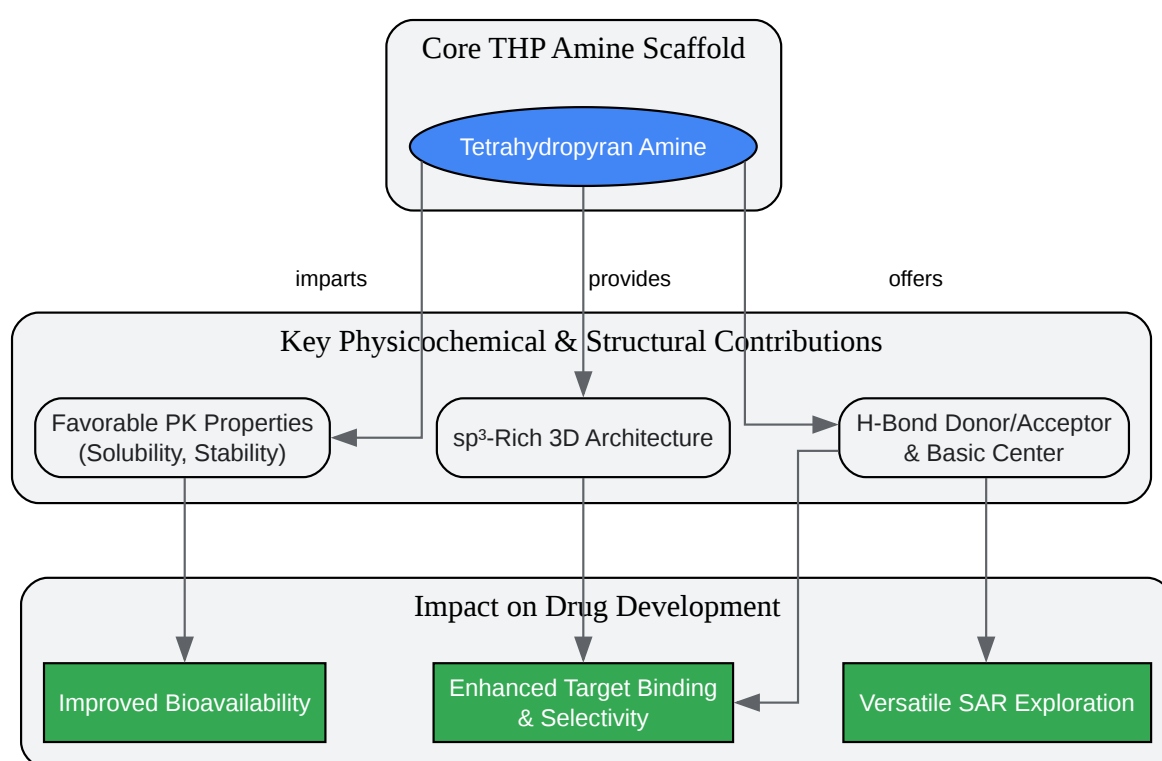 Core THP Amine Scaffold
Tetrahydropyran Amine
imparts
provides
offers
Key Physicochemical & Structural Contributions
Favorable PK Properties
(Solubility, Stability)
sp³-Rich 3D Architecture
H-Bond Donor/Acceptor
& Basic Center
Impact on Drug Development
Improved Bioavailability
Enhanced Target Binding
& Selectivity
Versatile SAR Exploration